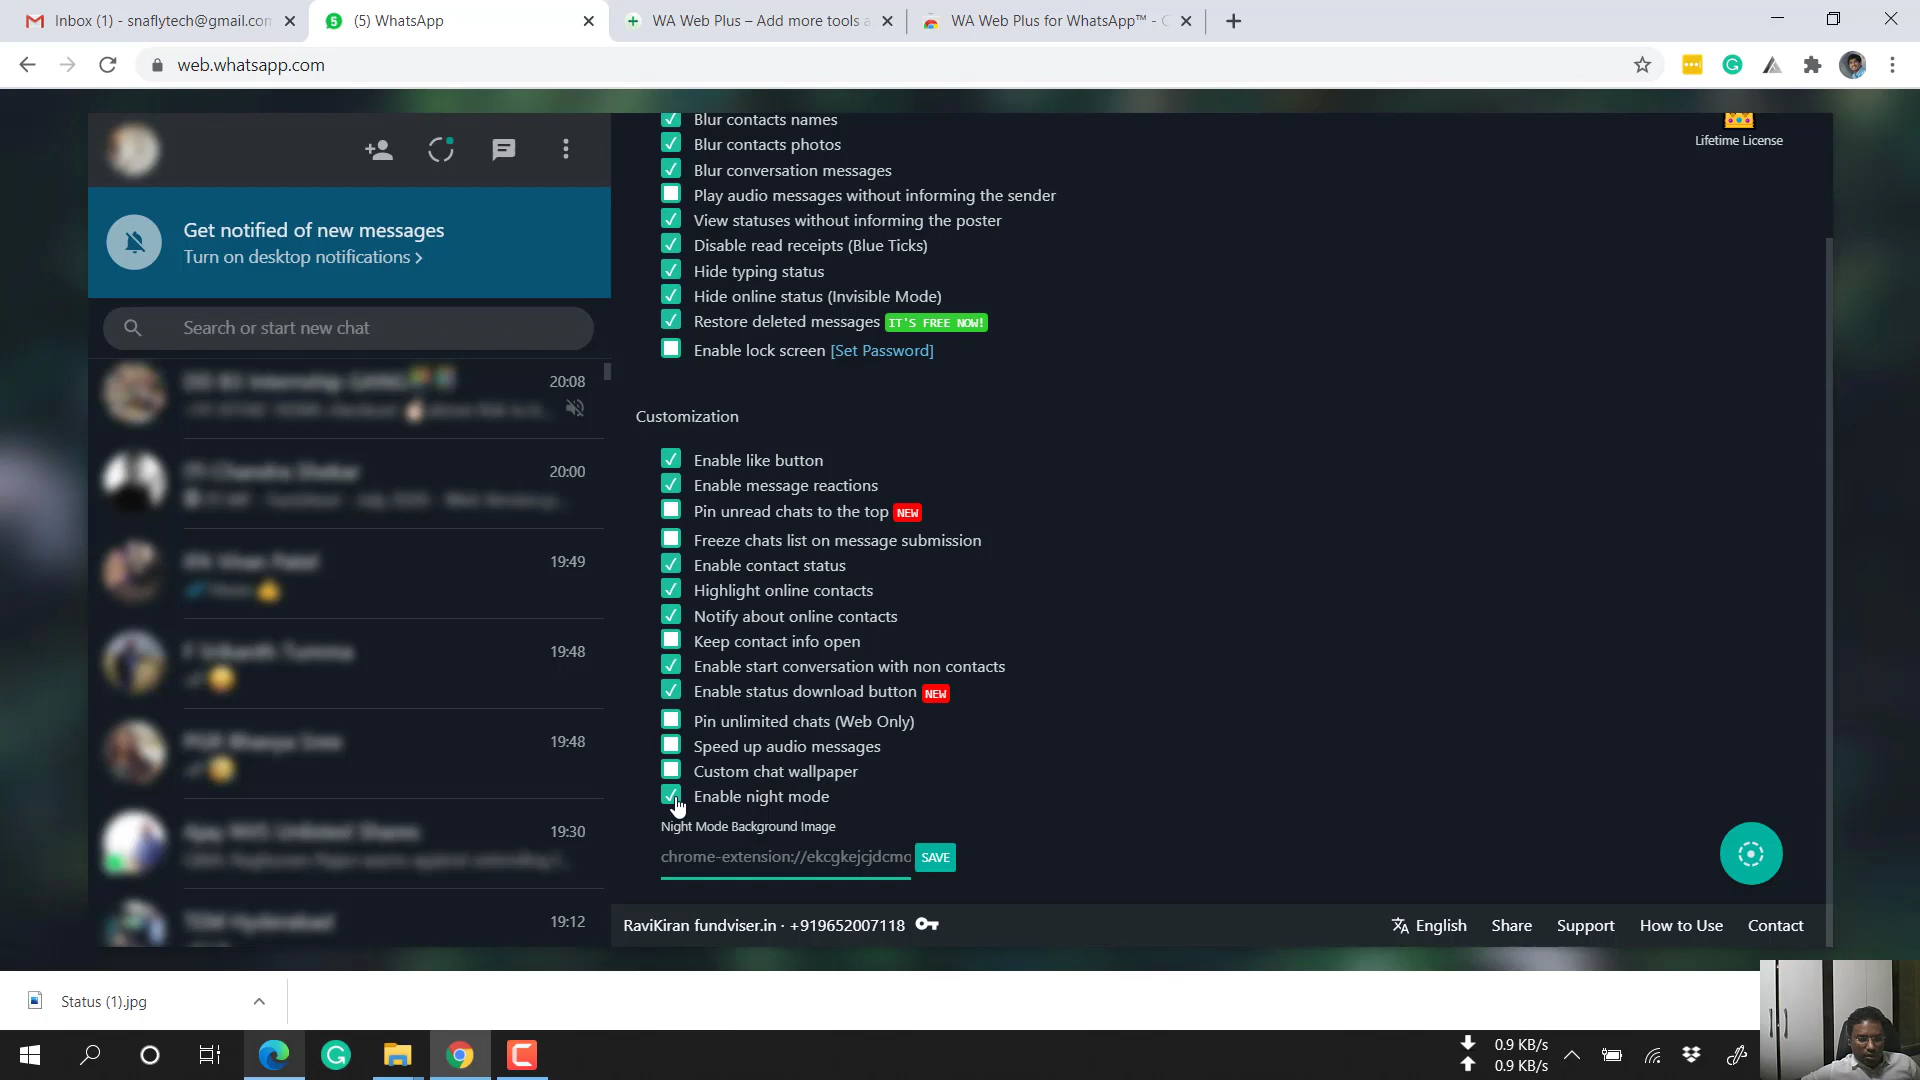 Inbox (1) - snaflytech@gmail.con
(5) WhatsApp
WA Web Plus – Add more tools a
WA Web Plus for WhatsApp™ - C
web.whatsapp.com
Get notified of new messages
Turn on desktop notifications >
Search or start new chat
20:08
20:00
19:49
19:48
19:48
19:30
19:12
Blur contacts names
Lifetime License
Blur contacts photos
Blur conversation messages
Play audio messages without informing the sender
View statuses without informing the poster
Disable read receipts (Blue Ticks)
Hide typing status
Hide online status (Invisible Mode)
Restore deleted messages IT'S FREE NOW!
Enable lock screen [Set Password]
Customization
Enable like button
Enable message reactions
Pin unread chats to the top NEW
Freeze chats list on message submission
Enable contact status
Highlight online contacts
Notify about online contacts
Keep contact info open
Enable start conversation with non contacts
Enable status download button NEW
Pin unlimited chats (Web Only)
Speed up audio messages
Custom chat wallpaper
Enable night mode
Night Mode Background Image
chrome-extension://ekcgkejcjdcmo SAVE
RaviKiran fundviser.in · +919652007118
English Share Support How to Use Contact
Status (1).jpg
0.9 KB/s
0.9 KB/s